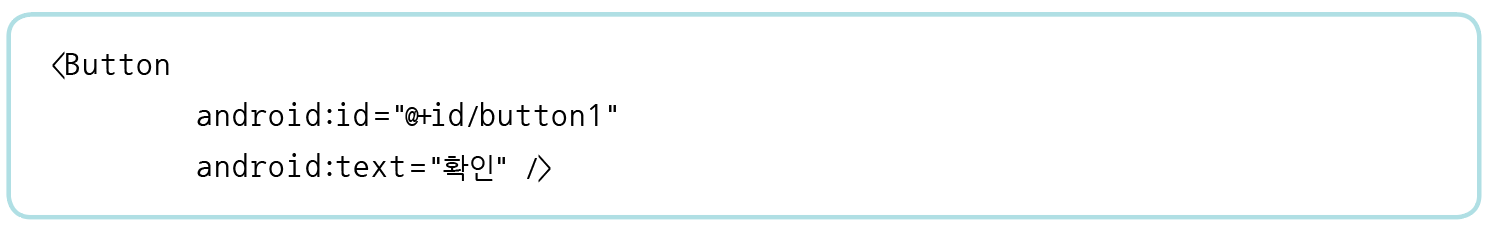 <Button
android:id="@+id/button1"
android:text="확인" />